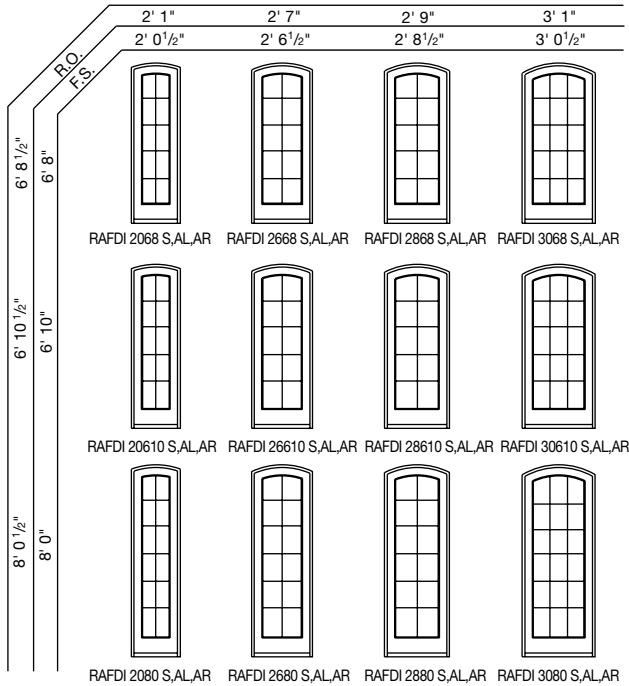 2' 1" 2' 7" 2' 9" 3' 1"
R.O.
2' 0 1/2" 2' 6 1/2" 2' 8 1/2" 3' 0 1/2"
F.S.
6' 8 1/2" 6' 8"
RAFDI 2068 S,AL,AR RAFDI 2668 S,AL,AR RAFDI 2868 S,AL,AR RAFDI 3068 S,AL,AR
6' 10 1/2" 6' 10"
RAFDI 20610 S,AL,AR RAFDI 26610 S,AL,AR RAFDI 28610 S,AL,AR RAFDI 30610 S,AL,AR
8' 0 1/2" 8' 0"
RAFDI 2080 S,AL,AR RAFDI 2680 S,AL,AR RAFDI 2880 S,AL,AR RAFDI 3080 S,AL,AR